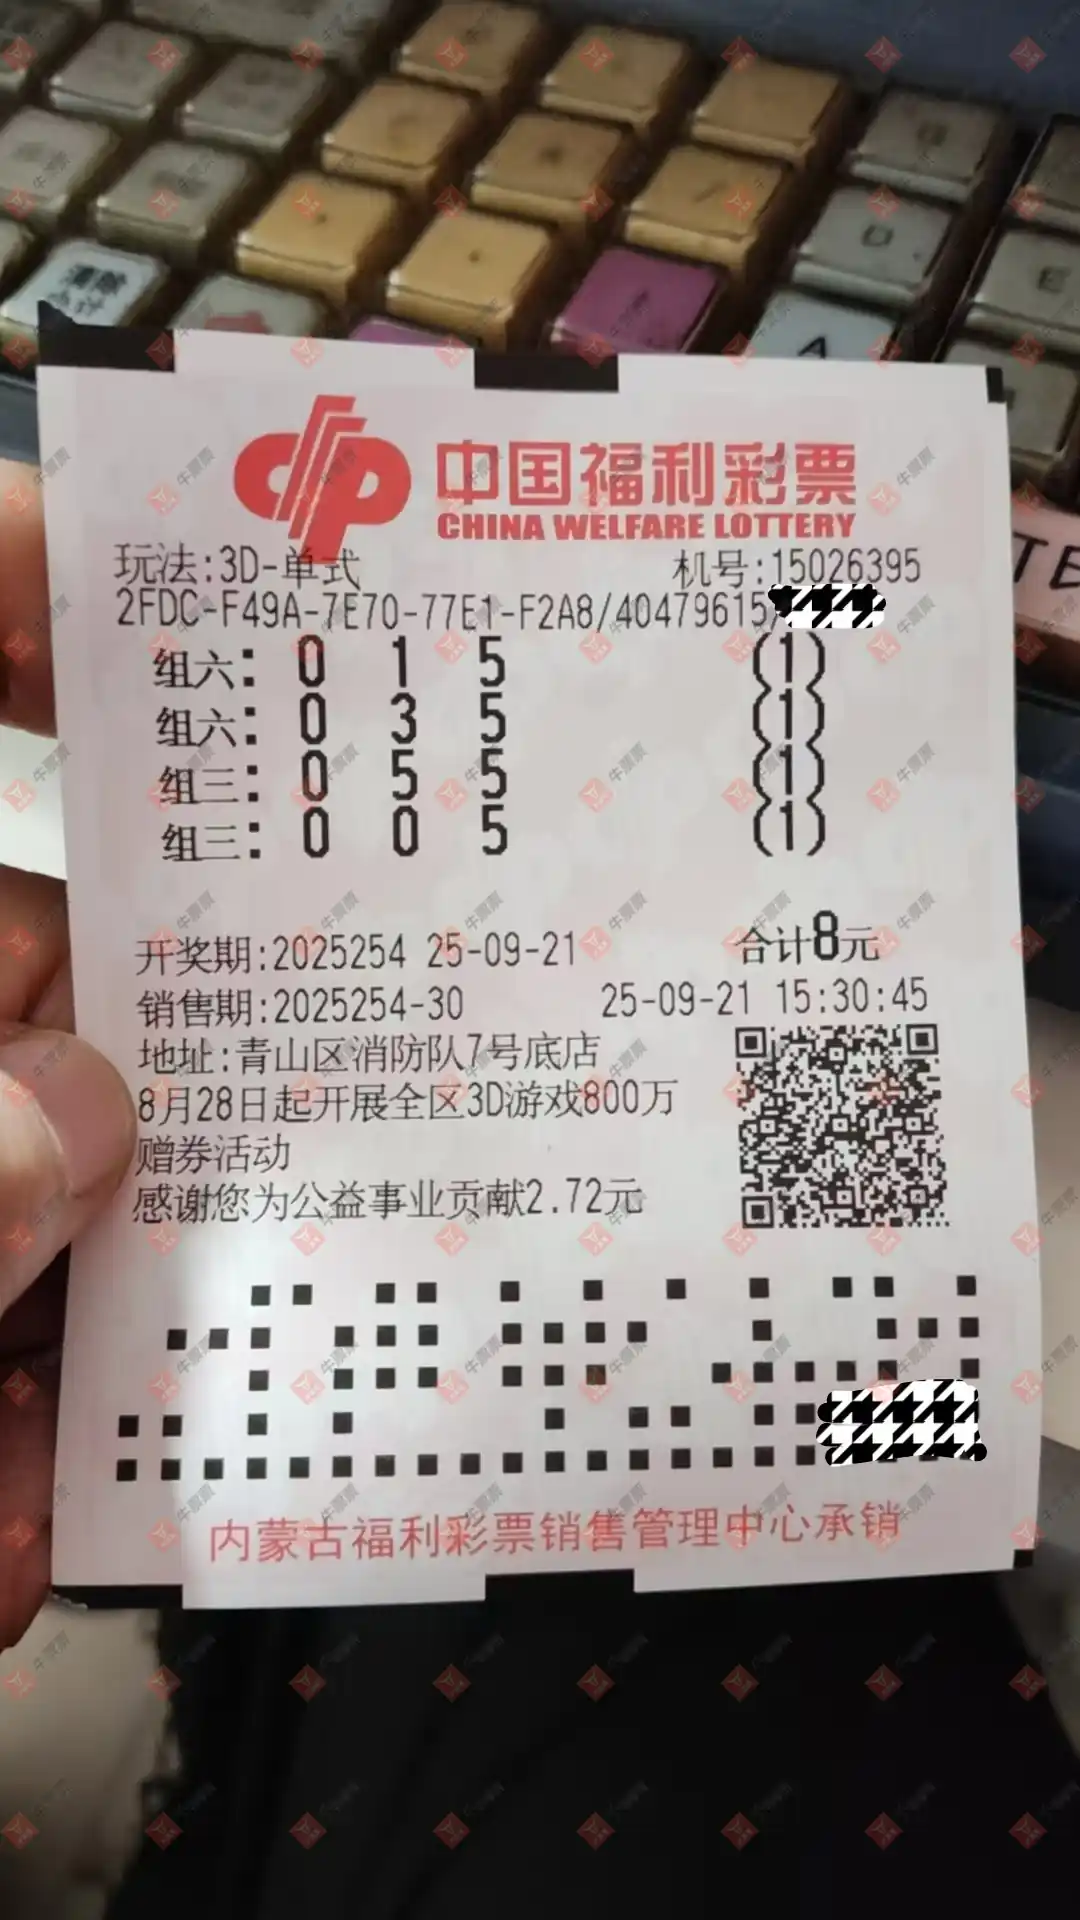 清除
A
D
E
中国福利彩票
CHINA WELFARE LOTTERY
玩法:3D-单式 机号:15026395
2FDC-F49A-7E70-77E1-F2A8/40479615/
组六: 0 1 5 (1)
组六: 0 3 5 (1)
组三: 0 5 5 (1)
组三: 0 0 5 (1)
开奖期:2025254 25-09-21 合计8元
销售期:2025254-30 25-09-21 15:30:45
地址:青山区消防队7号底店
8月28日起开展全区3D游戏800万
赠券活动
感谢您为公益事业贡献2.72元
内蒙古福利彩票销售管理中心承销
牛票票